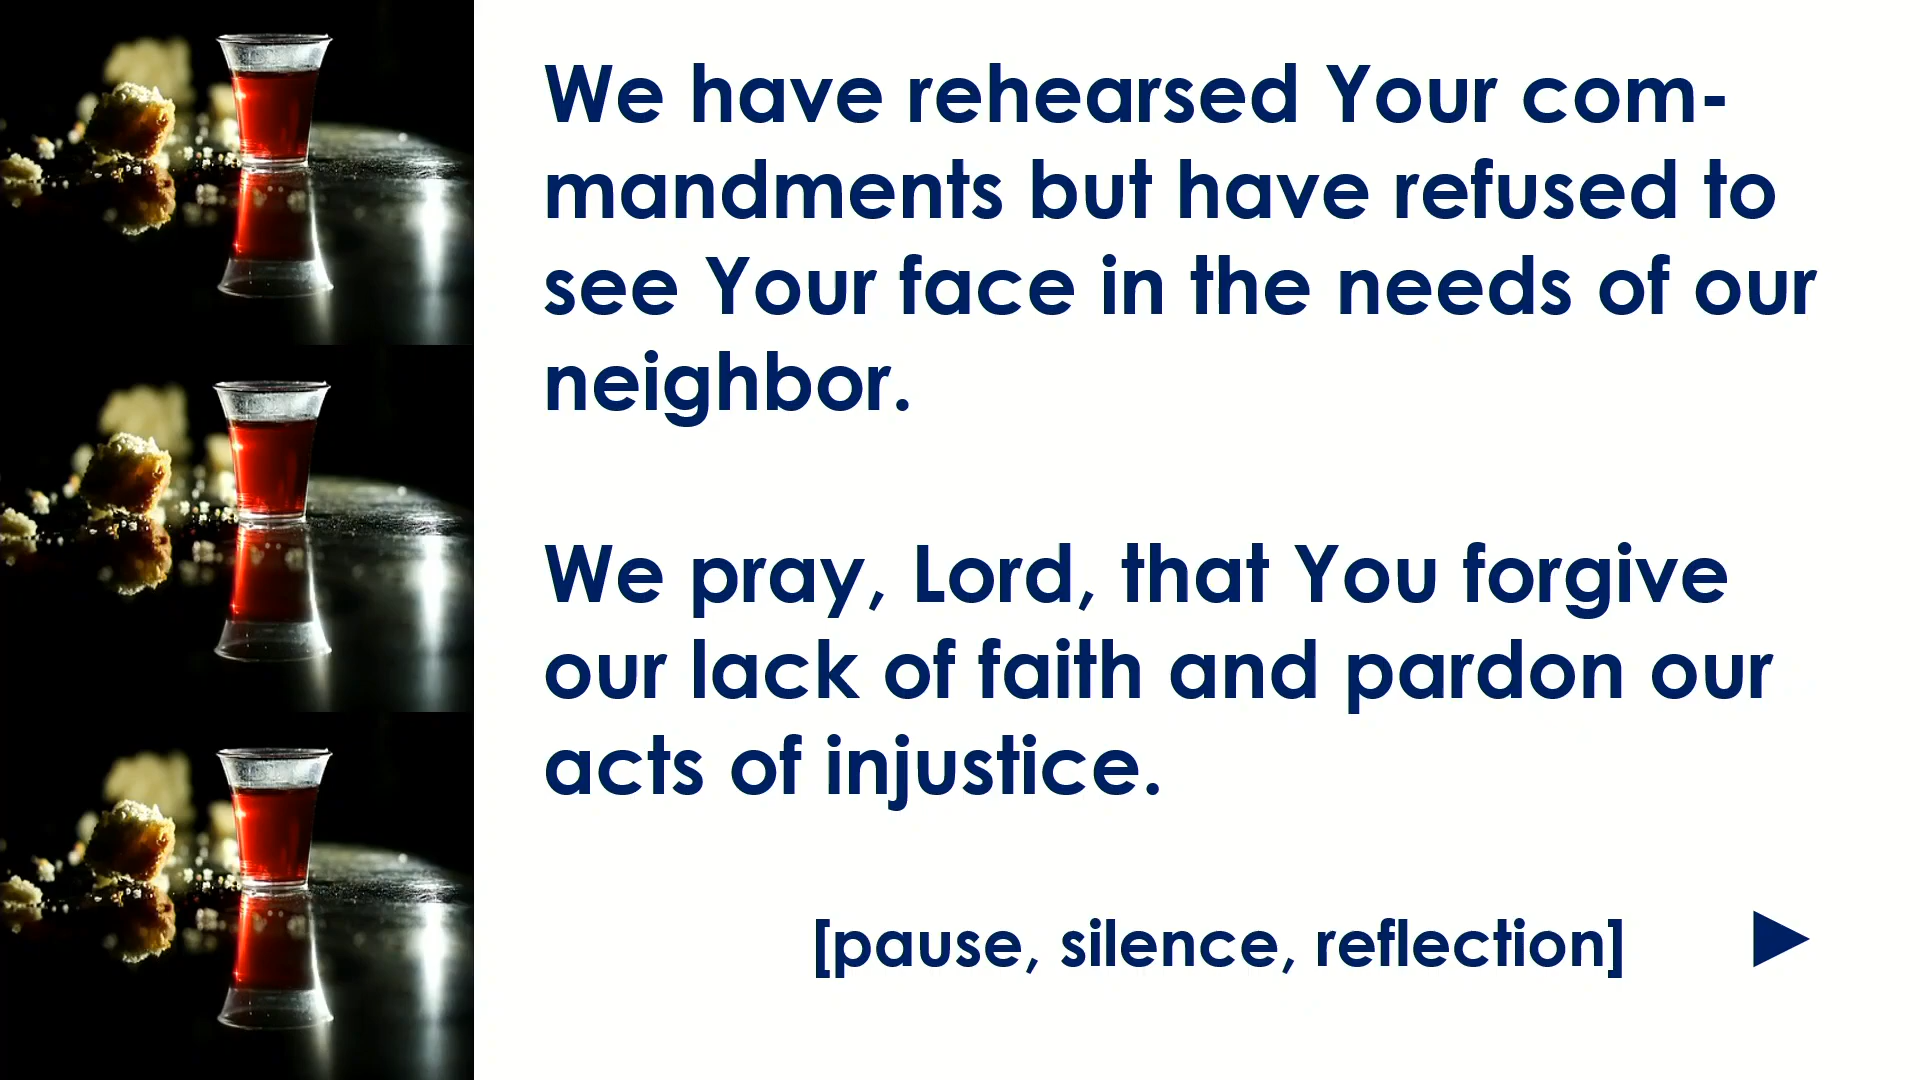 We have rehearsed Your com-
mandments but have refused to
see Your face in the needs of our
neighbor.
We pray, Lord, that You forgive
our lack of faith and pardon our
acts of injustice.
[pause, silence, reflection]